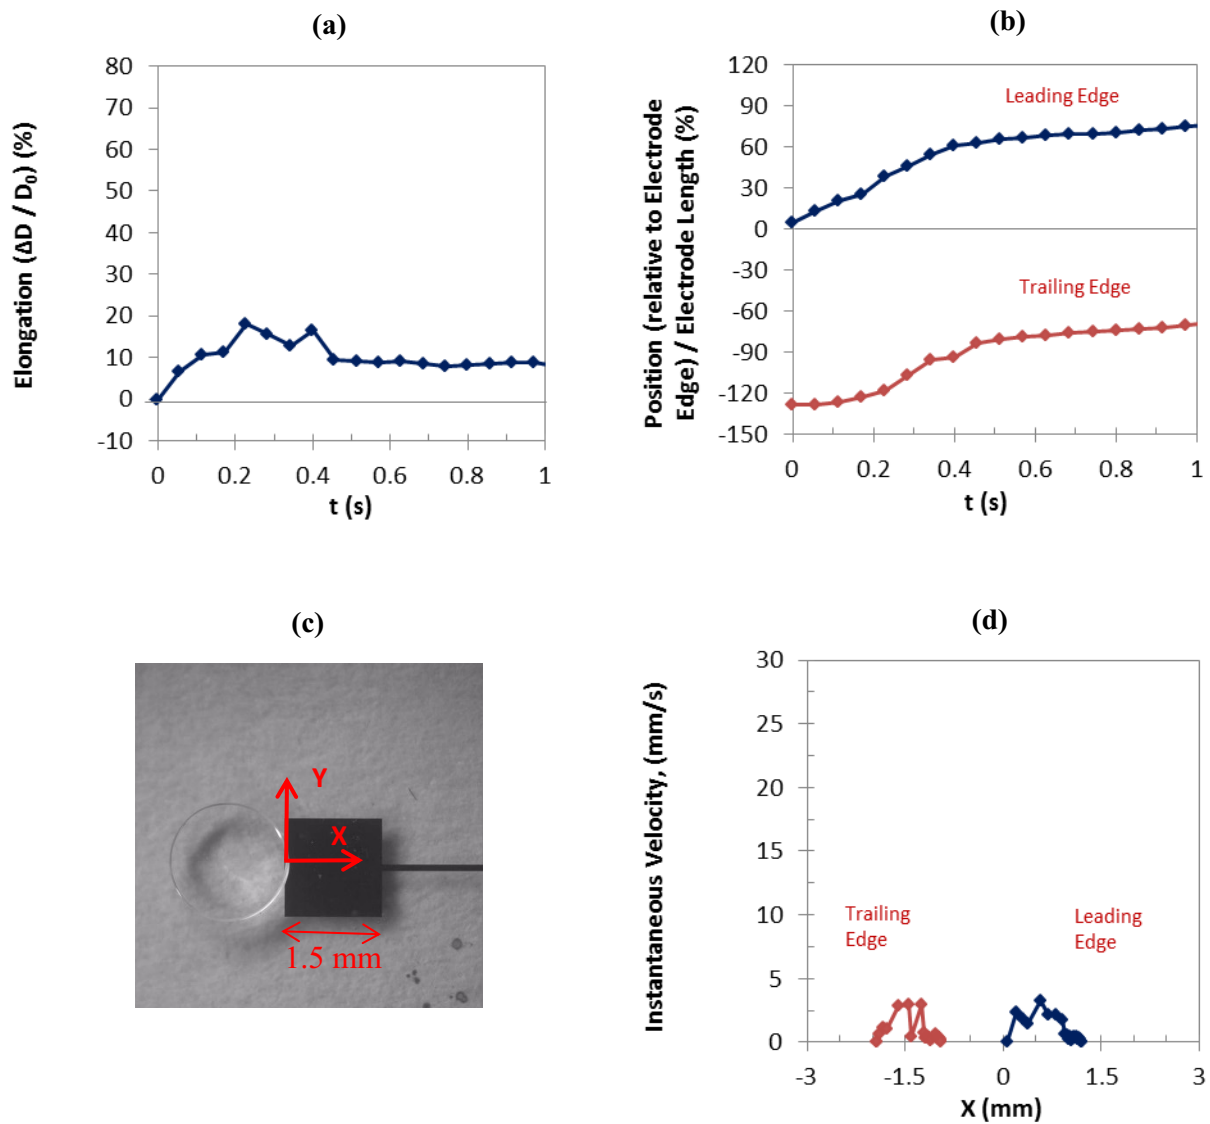 (a)
Elongation (ΔD / D₀) (%)
80
70
60
50
40
30
20
10
0
-10
0 0.2 0.4 0.6 0.8 1
t (s)
(b)
Position (relative to Electrode
Edge) / Electrode Length (%)
120
90
60
30
0
-30
-60
-90
-120
-150
Leading Edge
Trailing Edge
0 0.2 0.4 0.6 0.8 1
t (s)
(c)
Y
X
1.5 mm
(d)
Instantaneous Velocity, (mm/s)
30
25
20
15
10
5
0
Trailing
Edge
Leading
Edge
-3 -1.5 0 1.5 3
X (mm)